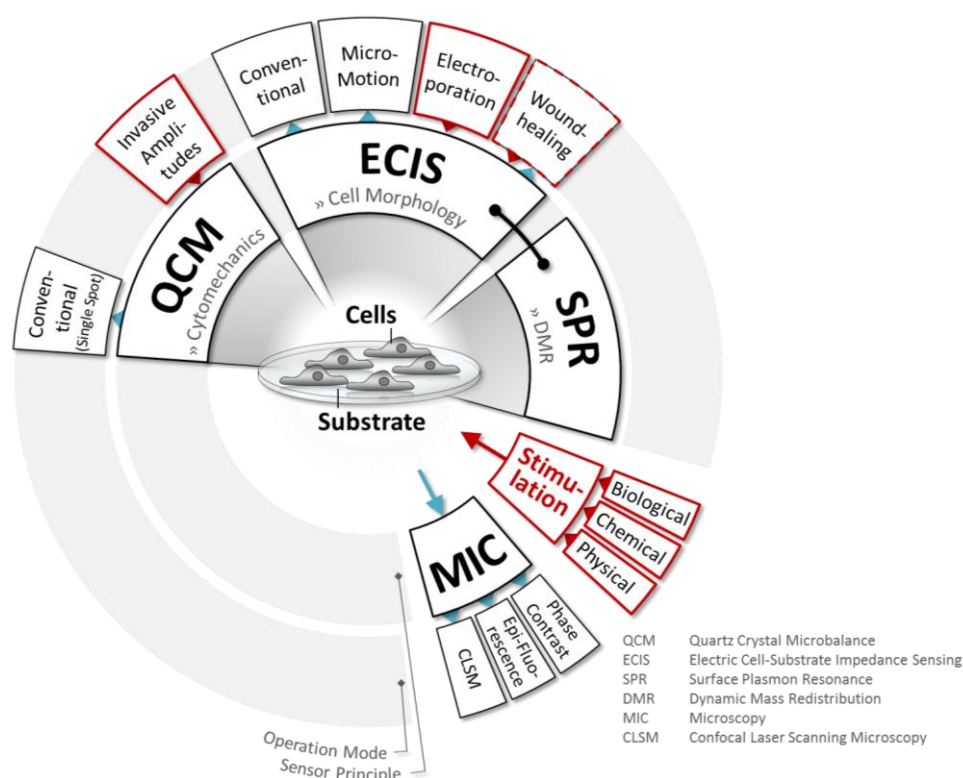 Conven-
tional
Micro-
Motion
Electro-
poration
Wound-
healing
Invasive
Ampli-
tudes
Conven-
tional
(Single Spot)
ECIS
» Cell Morphology
QCM
» Cytomechanics
SPR
» DMR
Cells
Substrate
Stimu-
lation
Biological
Chemical
Physical
MIC
Phase
Contrast
Epi-Fluo-
rescence
CLSM
Operation Mode
Sensor Principle
QCM Quartz Crystal Microbalance
ECIS Electric Cell-Substrate Impedance Sensing
SPR Surface Plasmon Resonance
DMR Dynamic Mass Redistribution
MIC Microscopy
CLSM Confocal Laser Scanning Microscopy